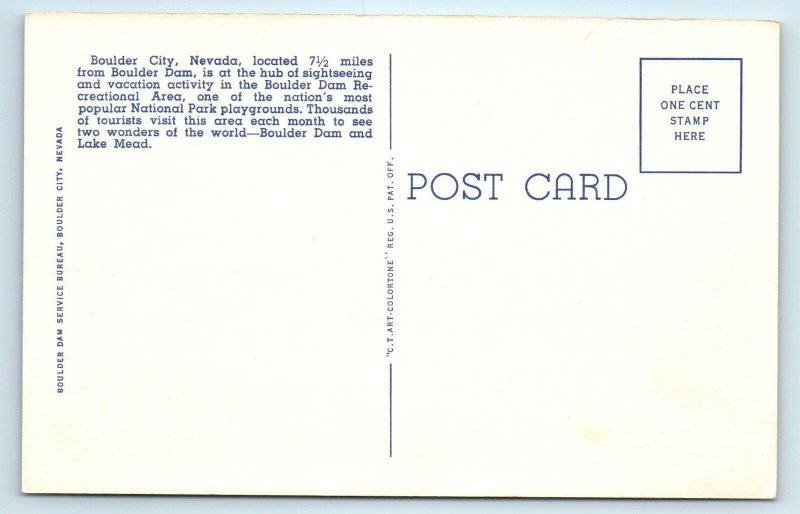 Boulder City, Nevada, located 7½ miles
from Boulder Dam, is at the hub of sightseeing
and vacation activity in the Boulder Dam Re-
creational Area, one of the nation's most
popular National Park playgrounds. Thousands
of tourists visit this area each month to see
two wonders of the world—Boulder Dam and
Lake Mead.
BOULDER DAM SERVICE BUREAU, BOULDER CITY, NEVADA
"C.T. ART-COLORTONE" REG. U.S. PAT. OFF.
POST CARD
PLACE
ONE CENT
STAMP
HERE